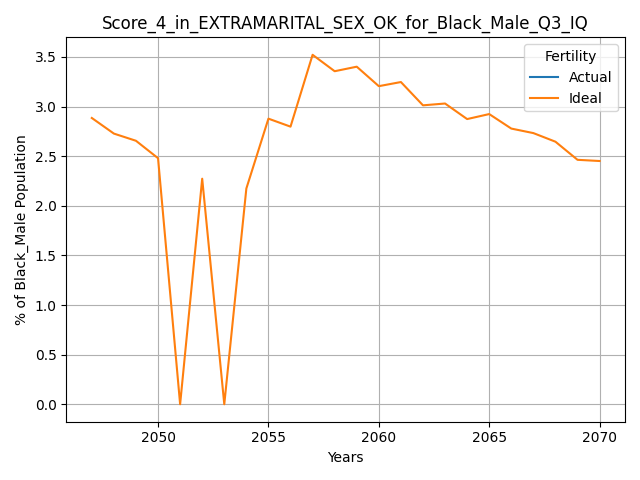 Score_4_in_EXTRAMARITAL_SEX_OK_for_Black_Male_Q3_IQ
% of Black_Male Population
3.5
3.0
2.5
2.0
1.5
1.0
0.5
0.0
Fertility
Actual
Ideal
2050 2055 2060 2065 2070
Years